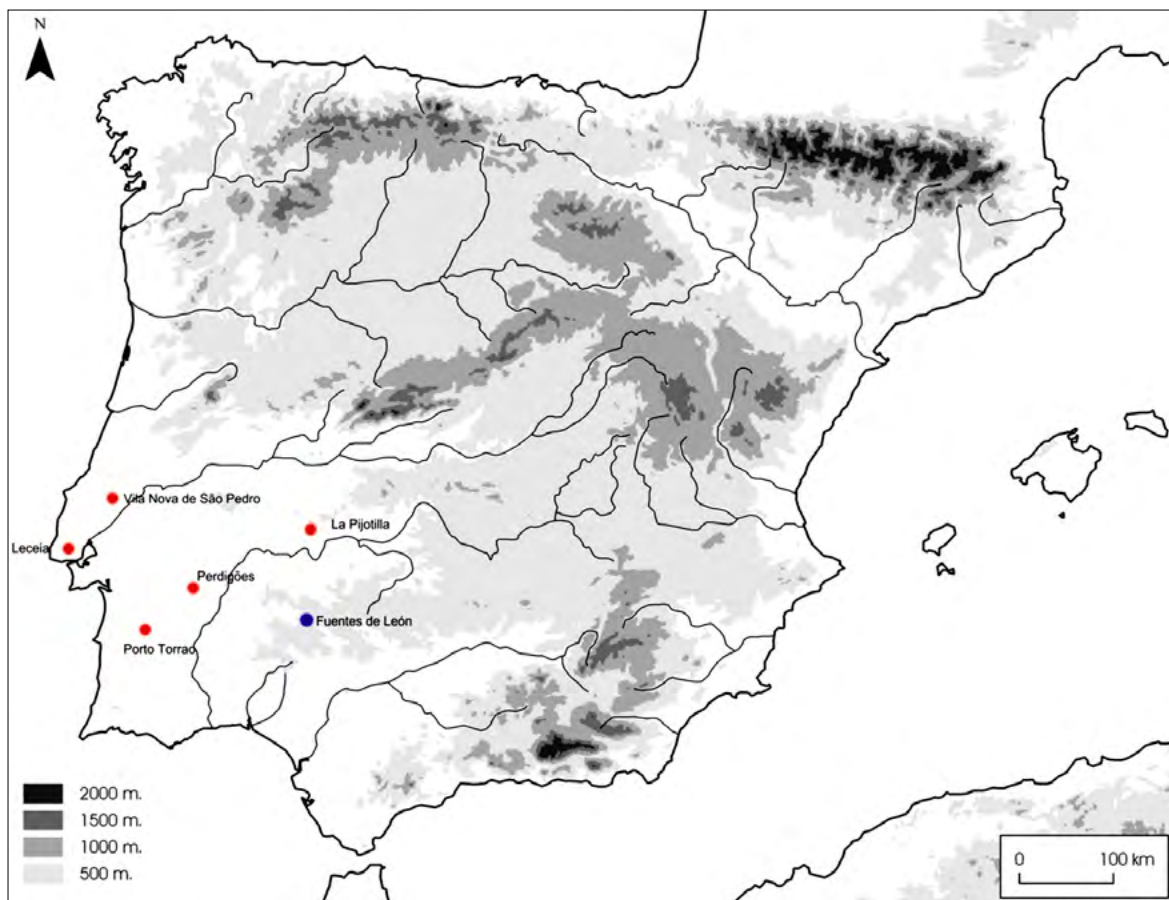 N
Vila Nova de São Pedro
La Pijotilla
Leceia
Perdigões
Fuentes de León
Porto Torrao
2000 m.
1500 m.
1000 m.
500 m.
0 100 km